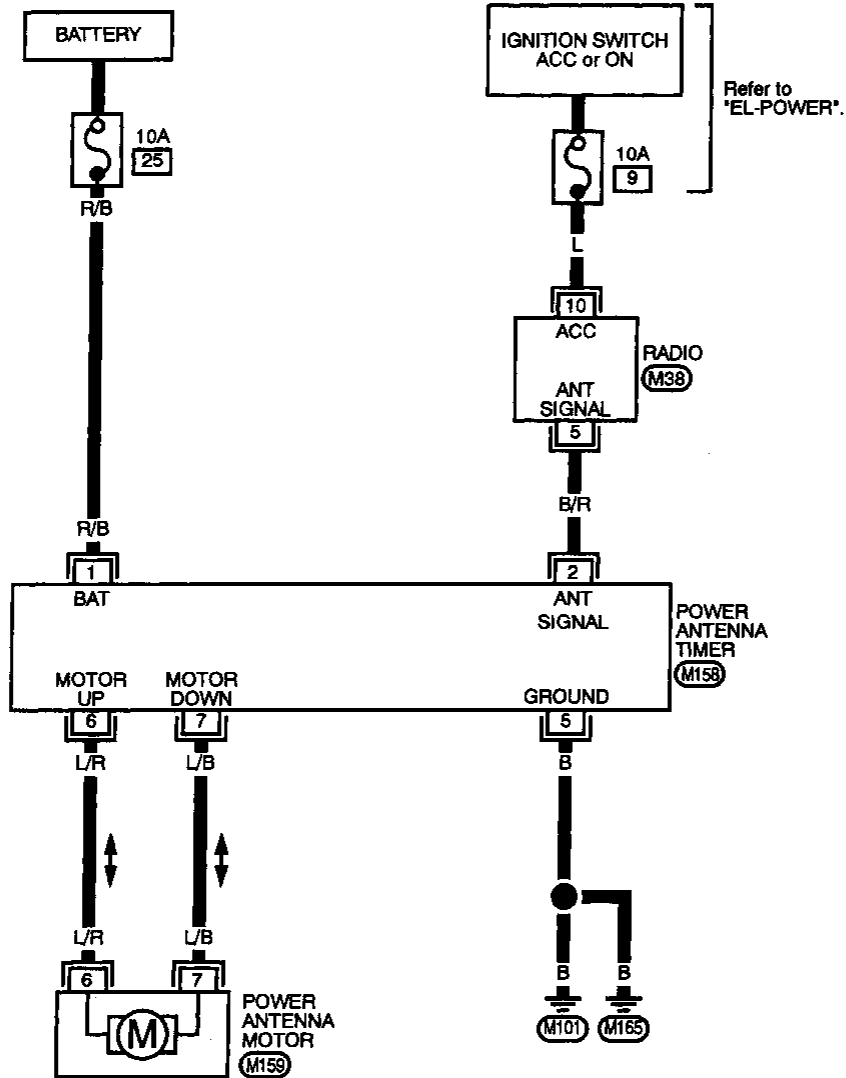 BATTERY
IGNITION SWITCH
ACC or ON
Refer to
"EL-POWER".
10A
25
10A
9
R/B
L
10
ACC
RADIO
M38
ANT
SIGNAL
5
B/R
R/B
1
2
BAT
ANT
SIGNAL
POWER
ANTENNA
TIMER
M158
MOTOR
UP
MOTOR
DOWN
GROUND
6
7
5
L/R
L/B
B
L/R
L/B
B
B
6
7
M
POWER
ANTENNA
MOTOR
M159
M101
M165